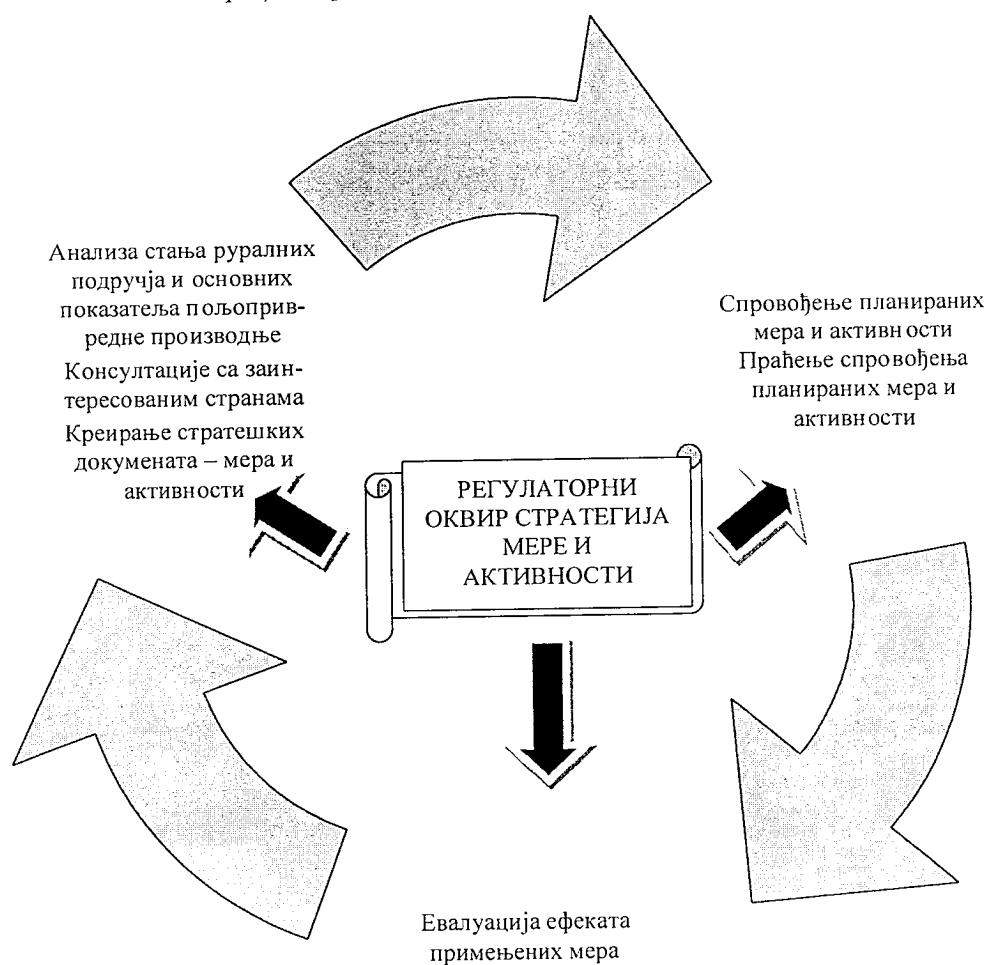 Анализа стања руралних
подручја и основних
показатеља пољоприв-
редне производње
Консултације са заин-
тересованим странама
Креирање стратешких
докумената – мера и
активности
Спровођење планираних
мера и активности
Праћење спровођења
планираних мера и
активности
РЕГУЛАТОРНИ
ОКВИР СТРАТЕГИЈА
МЕРЕ И
АКТИВНОСТИ
Евалуација ефеката
примењених мера